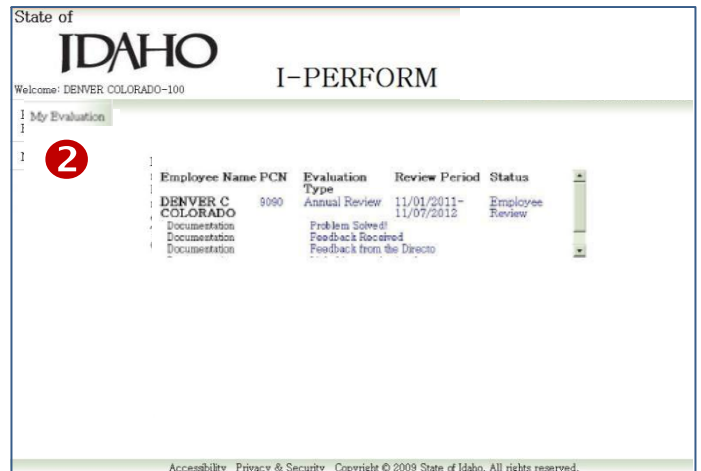 State of
IDAHO
I-PERFORM
Welcome: DENVER COLORADO-100
My Evaluation
2
Employee Name PCN Evaluation Type Review Period Status
DENVER C COLORADO 9090 Annual Review 11/01/2011-11/07/2012 Employee Review
Documentation Problem Solved!
Documentation Feedback Received
Documentation Feedback from the Directo
Accessibility Privacy & Security Copyright © 2009 State of Idaho. All rights reserved.